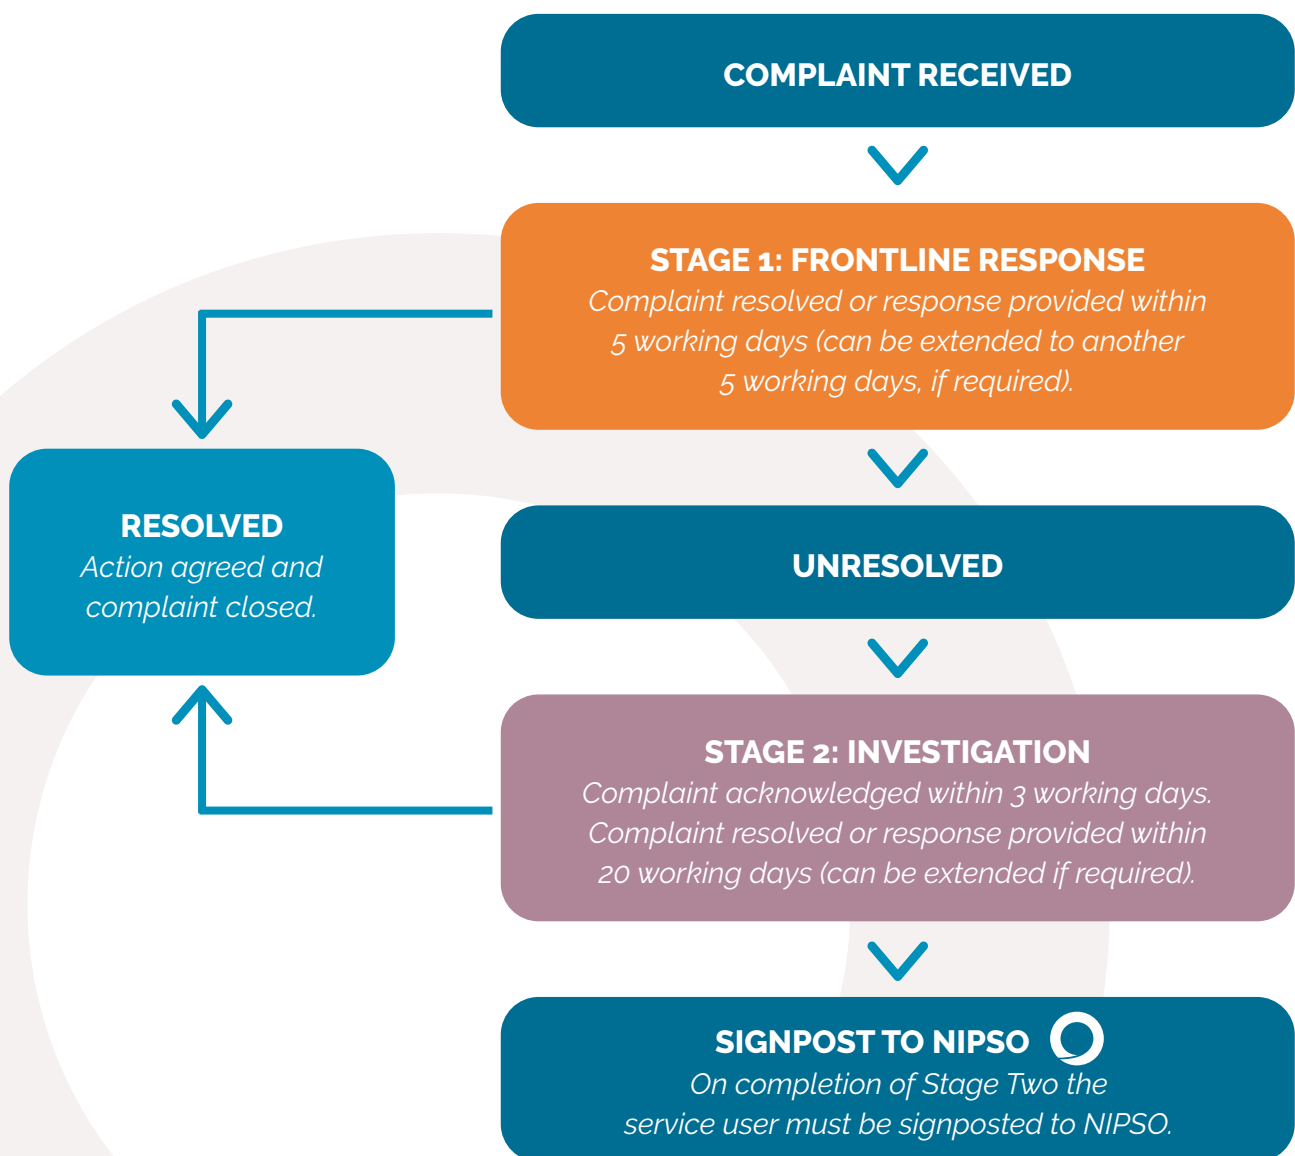 COMPLAINT RECEIVED
STAGE 1: FRONTLINE RESPONSE
Complaint resolved or response provided within
5 working days (can be extended to another
5 working days, if required).
RESOLVED
Action agreed and
complaint closed.
UNRESOLVED
STAGE 2: INVESTIGATION
Complaint acknowledged within 3 working days.
Complaint resolved or response provided within
20 working days (can be extended if required).
SIGNPOST TO NIPSO
On completion of Stage Two the
service user must be signposted to NIPSO.